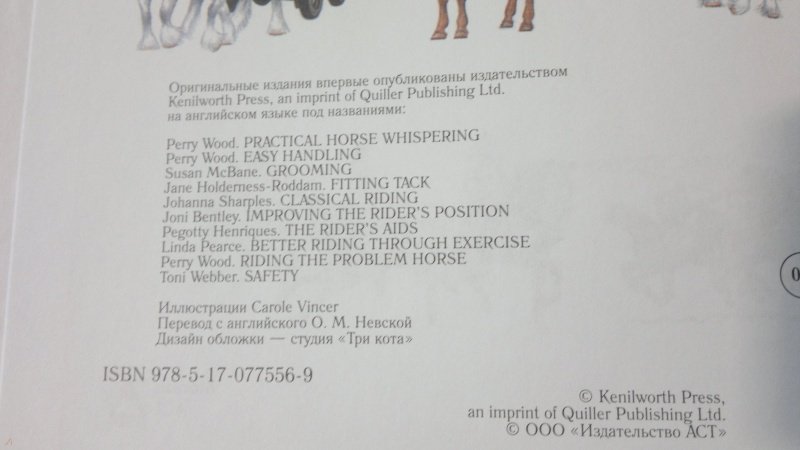 Оригинальные издания впервые опубликованы издательством
Kenilworth Press, an imprint of Quiller Publishing Ltd.
на английском языке под названиями:
Perry Wood. PRACTICAL HORSE WHISPERING
Perry Wood. EASY HANDLING
Susan McBane. GROOMING
Jane Holderness-Roddam. FITTING TACK
Johanna Sharples. CLASSICAL RIDING
Joni Bentley. IMPROVING THE RIDER'S POSITION
Pegotty Henriques. THE RIDER'S AIDS
Linda Pearce. BETTER RIDING THROUGH EXERCISE
Perry Wood. RIDING THE PROBLEM HORSE
Toni Webber. SAFETY
Иллюстрации Carole Vincer
Перевод с английского О. М. Невской
Дизайн обложки — студия «Три кота»
ISBN 978-5-17-077556-9
© Kenilworth Press,
an imprint of Quiller Publishing Ltd.
© ООО «Издательство АСТ»